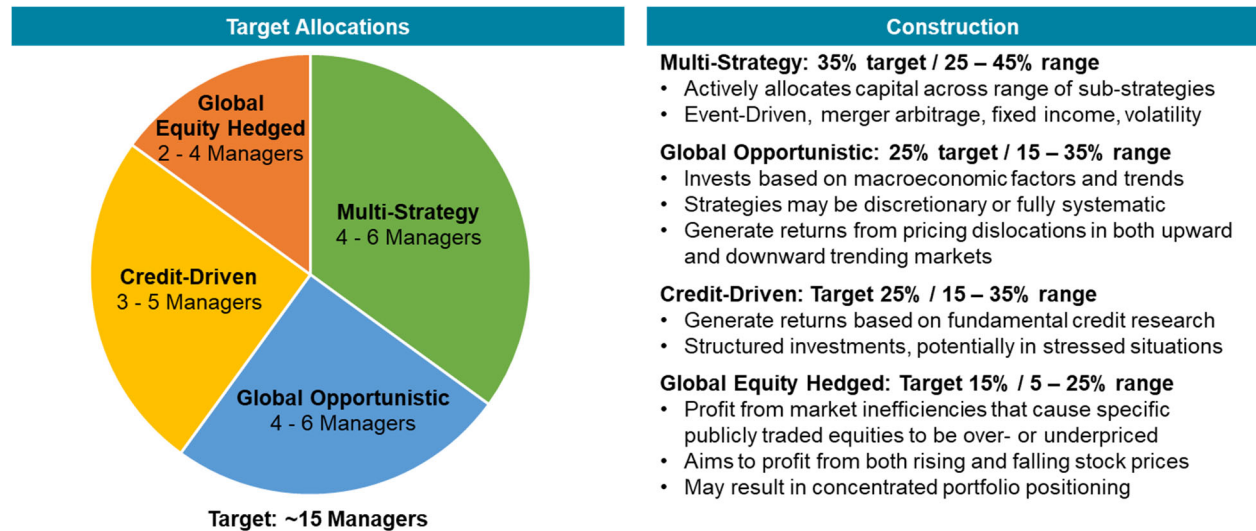 Target Allocations
Global
Equity Hedged
2 - 4 Managers
Multi-Strategy
4 - 6 Managers
Credit-Driven
3 - 5 Managers
Global Opportunistic
4 - 6 Managers
Target: ~15 Managers
Construction
Multi-Strategy: 35% target / 25 – 45% range
• Actively allocates capital across range of sub-strategies
• Event-Driven, merger arbitrage, fixed income, volatility
Global Opportunistic: 25% target / 15 – 35% range
• Invests based on macroeconomic factors and trends
• Strategies may be discretionary or fully systematic
• Generate returns from pricing dislocations in both upward
and downward trending markets
Credit-Driven: Target 25% / 15 – 35% range
• Generate returns based on fundamental credit research
• Structured investments, potentially in stressed situations
Global Equity Hedged: Target 15% / 5 – 25% range
• Profit from market inefficiencies that cause specific
publicly traded equities to be over- or underpriced
• Aims to profit from both rising and falling stock prices
• May result in concentrated portfolio positioning